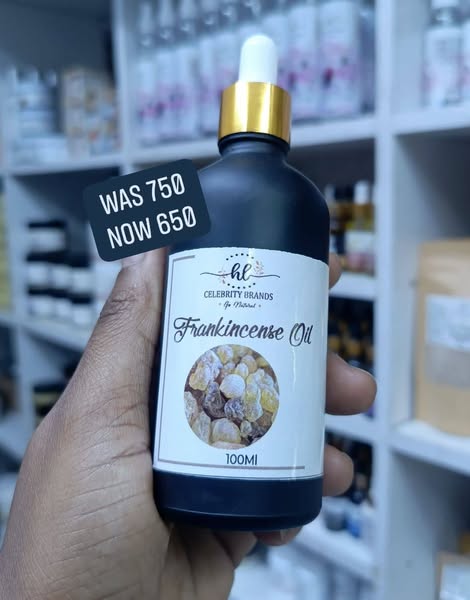 WAS 750
NOW 650
hl
CELEBRITY BRANDS
• Go Natural •
Frankincense Oil
100Ml